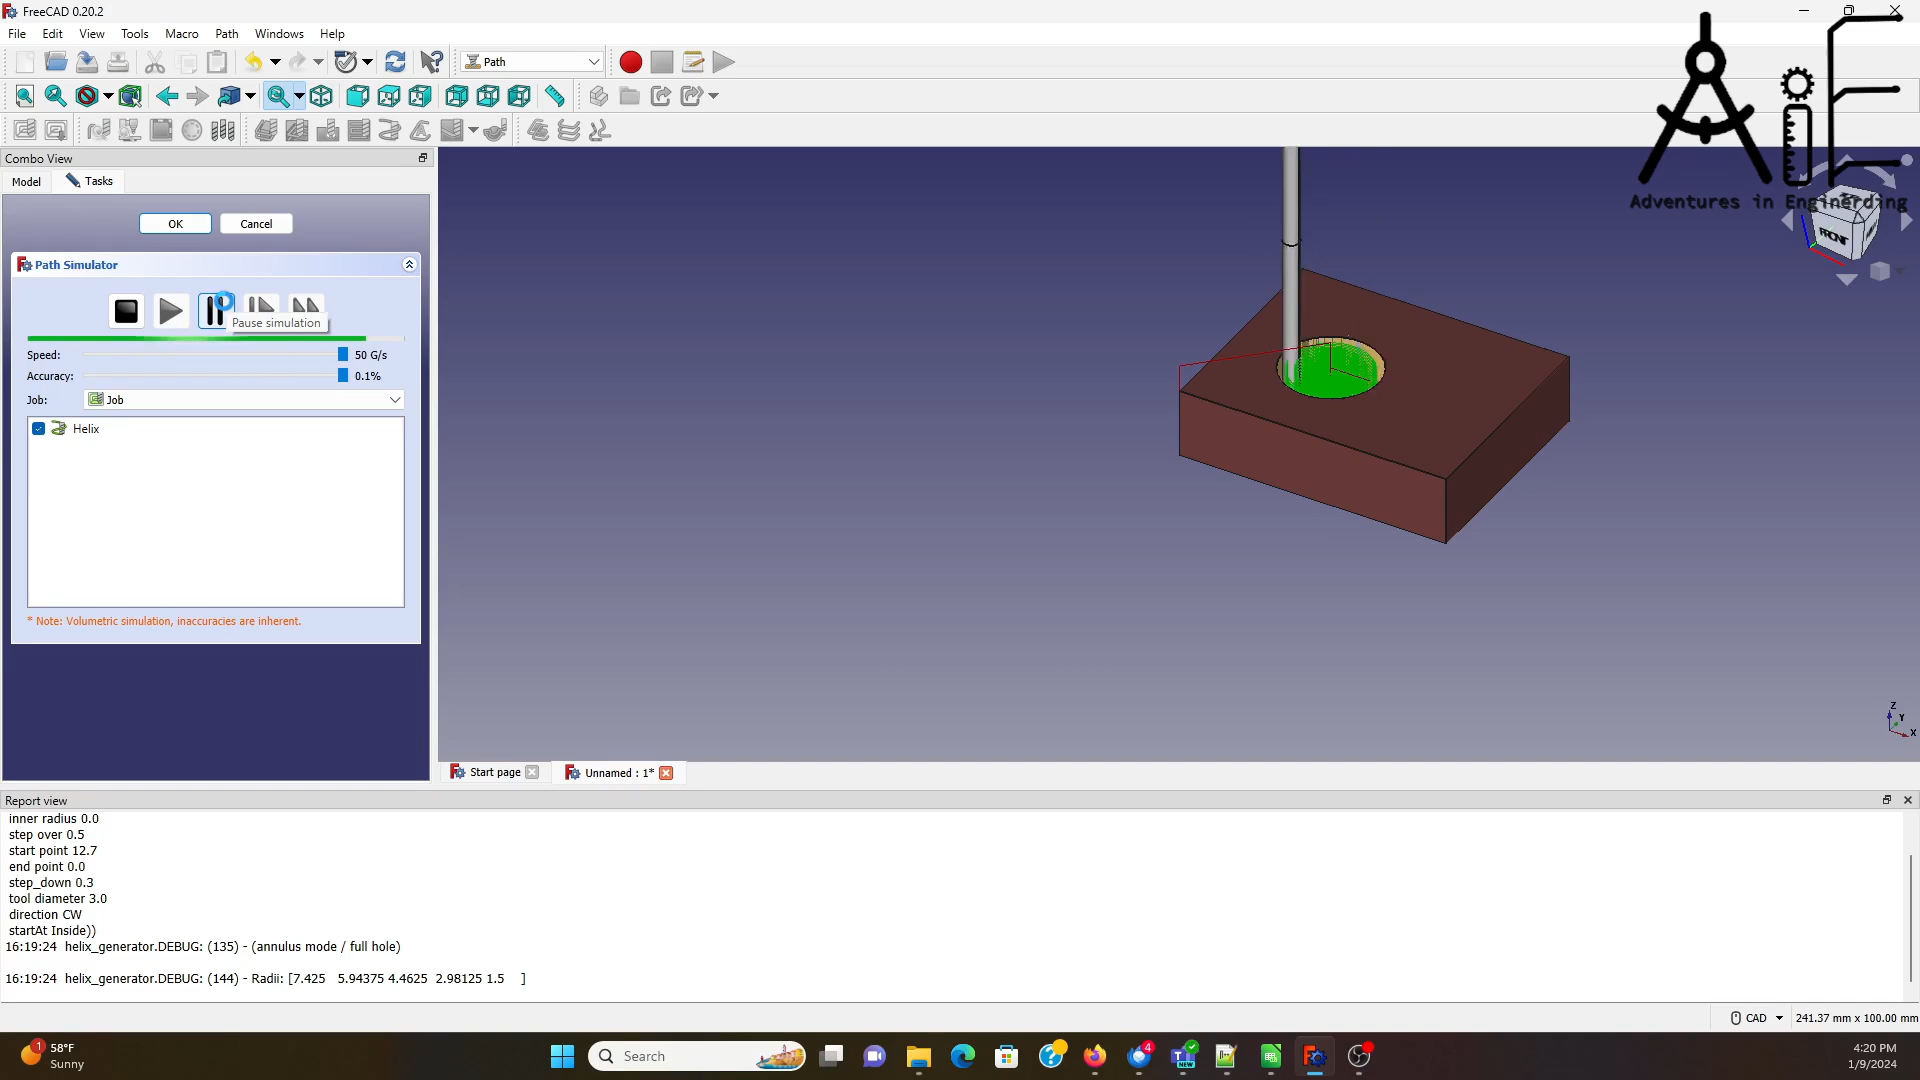 FreeCAD 0.20.2
File Edit View Tools Macro Path Windows Help
Path
Combo View
Model Tasks
OK Cancel
Path Simulator
Pause simulation
Speed: 50 G/s
Accuracy: 0.1%
Job: Job
Helix
* Note: Volumetric simulation, inaccuracies are inherent.
AiE
Adventures in Enginerding
FRONT
Z
Y
X
Start page Unnamed : 1*
Report view
inner radius 0.0
step over 0.5
start point 12.7
end point 0.0
step_down 0.3
tool diameter 3.0
direction CW
startAt Inside))
16:19:24 helix_generator.DEBUG: (135) - (annulus mode / full hole)
16:19:24 helix_generator.DEBUG: (144) - Radii: [7.425 5.94375 4.4625 2.98125 1.5 ]
CAD 241.37 mm x 100.00 mm
1 58°F
Sunny
Search
4
NEW
4:20 PM
1/9/2024